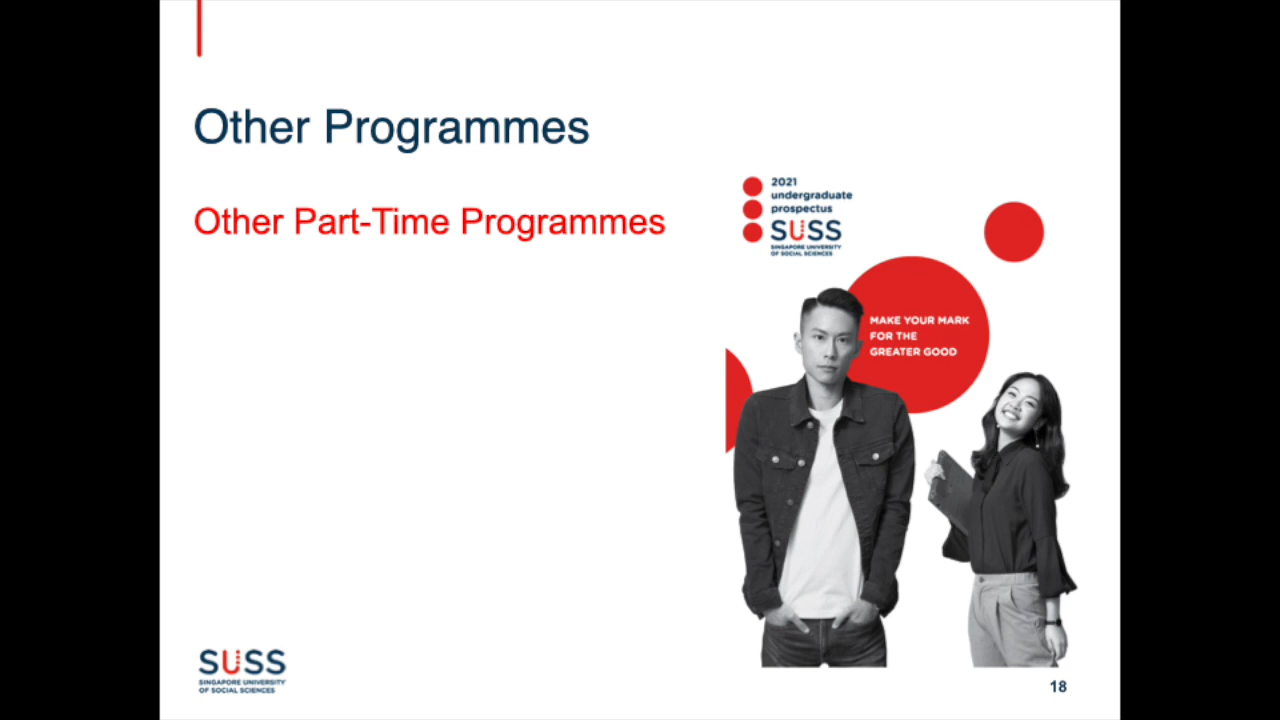 Other Programmes
Other Part-Time Programmes
2021
undergraduate
prospectus
SUSS
SINGAPORE UNIVERSITY
OF SOCIAL SCIENCES
MAKE YOUR MARK
FOR THE
GREATER GOOD
SUSS
SINGAPORE UNIVERSITY
OF SOCIAL SCIENCES
18